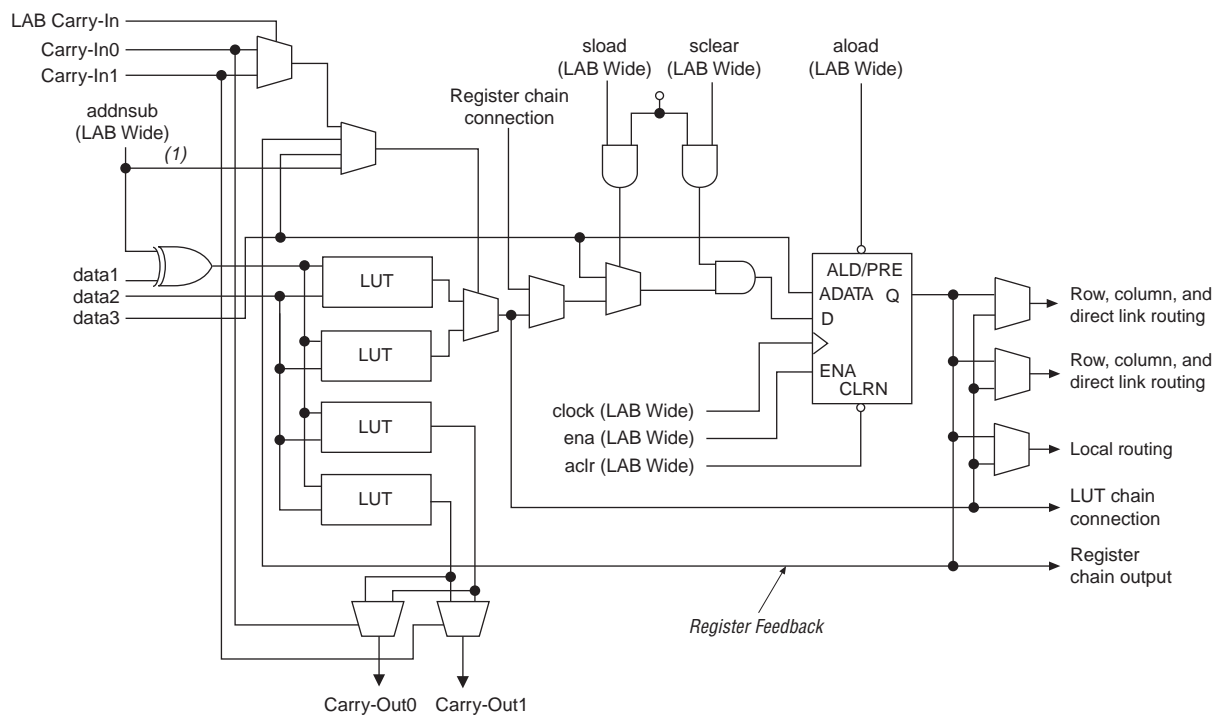 LAB Carry-In
Carry-In0
Carry-In1
addnsub
(LAB Wide)
(1)
data1
data2
data3
Register chain
connection
sload
(LAB Wide)
sclear
(LAB Wide)
aload
(LAB Wide)
LUT
LUT
LUT
LUT
ALD/PRE
ADATA
Q
D
ENA
CLRN
clock (LAB Wide)
ena (LAB Wide)
aclr (LAB Wide)
Row, column, and
direct link routing
Row, column, and
direct link routing
Local routing
LUT chain
connection
Register
chain output
Register Feedback
Carry-Out0
Carry-Out1